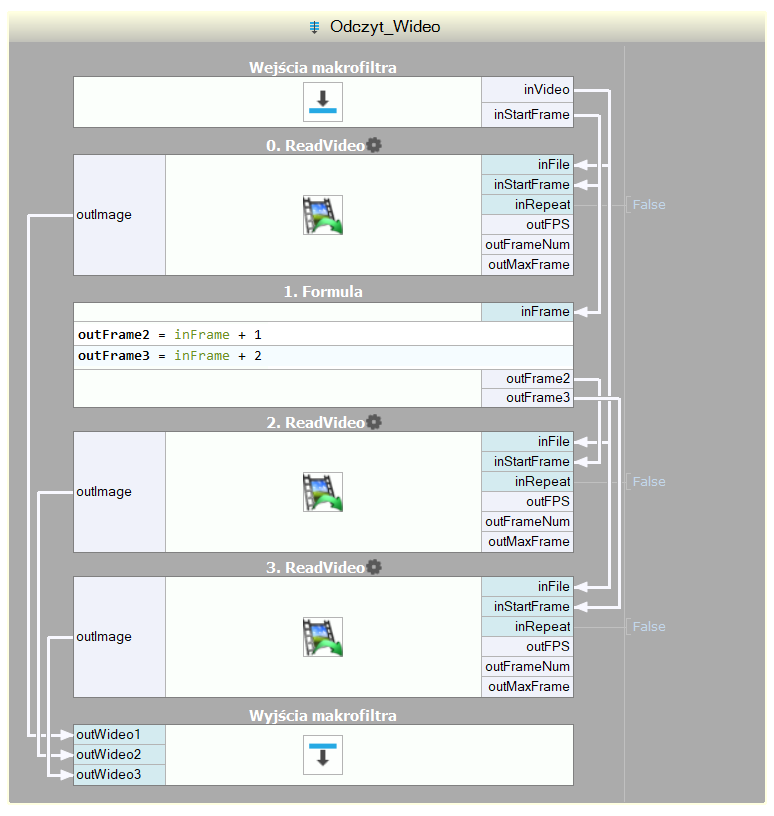 Odczyt_Wideo
Wejścia makrofiltra
inVideo
inStartFrame
0. ReadVideo
outImage
inFile
inStartFrame
inRepeat
False
outFPS
outFrameNum
outMaxFrame
1. Formula
inFrame
outFrame2 = inFrame + 1
outFrame3 = inFrame + 2
outFrame2
outFrame3
2. ReadVideo
outImage
inFile
inStartFrame
inRepeat
False
outFPS
outFrameNum
outMaxFrame
3. ReadVideo
outImage
inFile
inStartFrame
inRepeat
False
outFPS
outFrameNum
outMaxFrame
Wyjścia makrofiltra
outWideo1
outWideo2
outWideo3